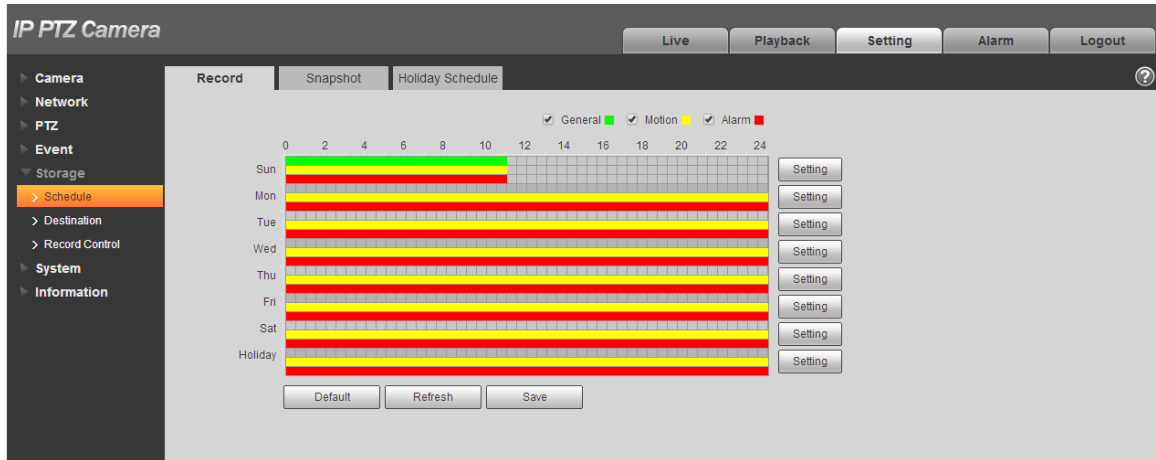 IP PTZ Camera
Live Playback Setting Alarm Logout
Camera
Network
PTZ
Event
Storage
Schedule
Destination
Record Control
System
Information
Record Snapshot Holiday Schedule
?
General Motion Alarm
0 2 4 6 8 10 12 14 16 18 20 22 24
Sun Setting
Mon Setting
Tue Setting
Wed Setting
Thu Setting
Fri Setting
Sat Setting
Holiday Setting
Default Refresh Save